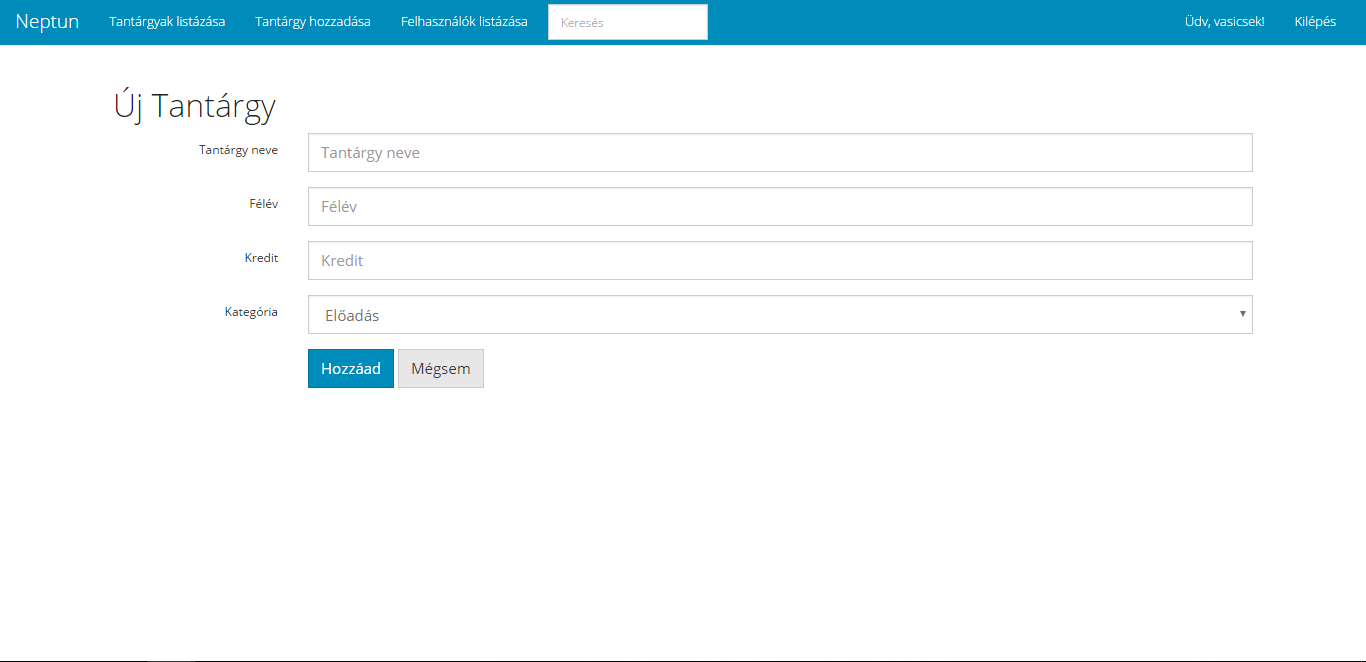 Neptun Tantárgyak listázása Tantárgy hozzadása Felhasználók listázása Keresés Üdv, vasicsek! Kilépés
Új Tantárgy
Tantárgy neve Tantárgy neve
Félév Félév
Kredit Kredit
Kategória Előadás
Hozzáad Mégsem